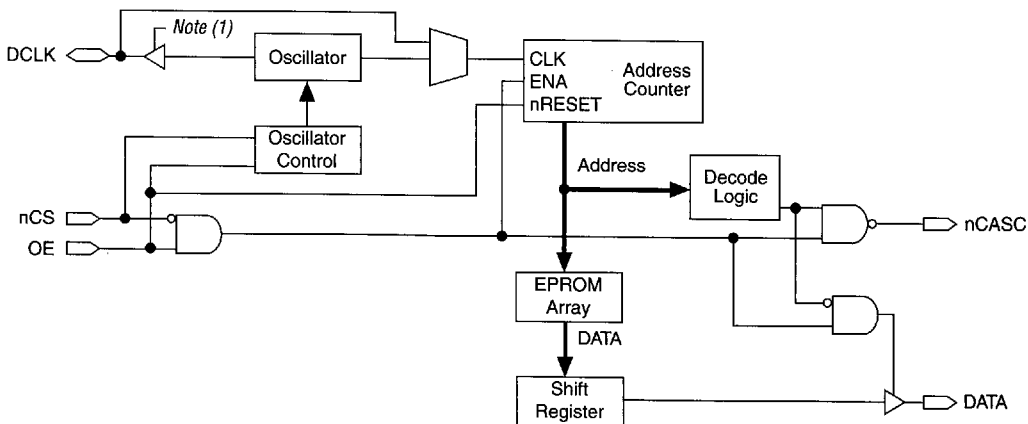 Note (1)
DCLK
Oscillator
CLK
ENA
nRESET
Address
Counter
Oscillator
Control
Address
Decode
Logic
nCS
OE
nCASC
EPROM
Array
DATA
Shift
Register
DATA